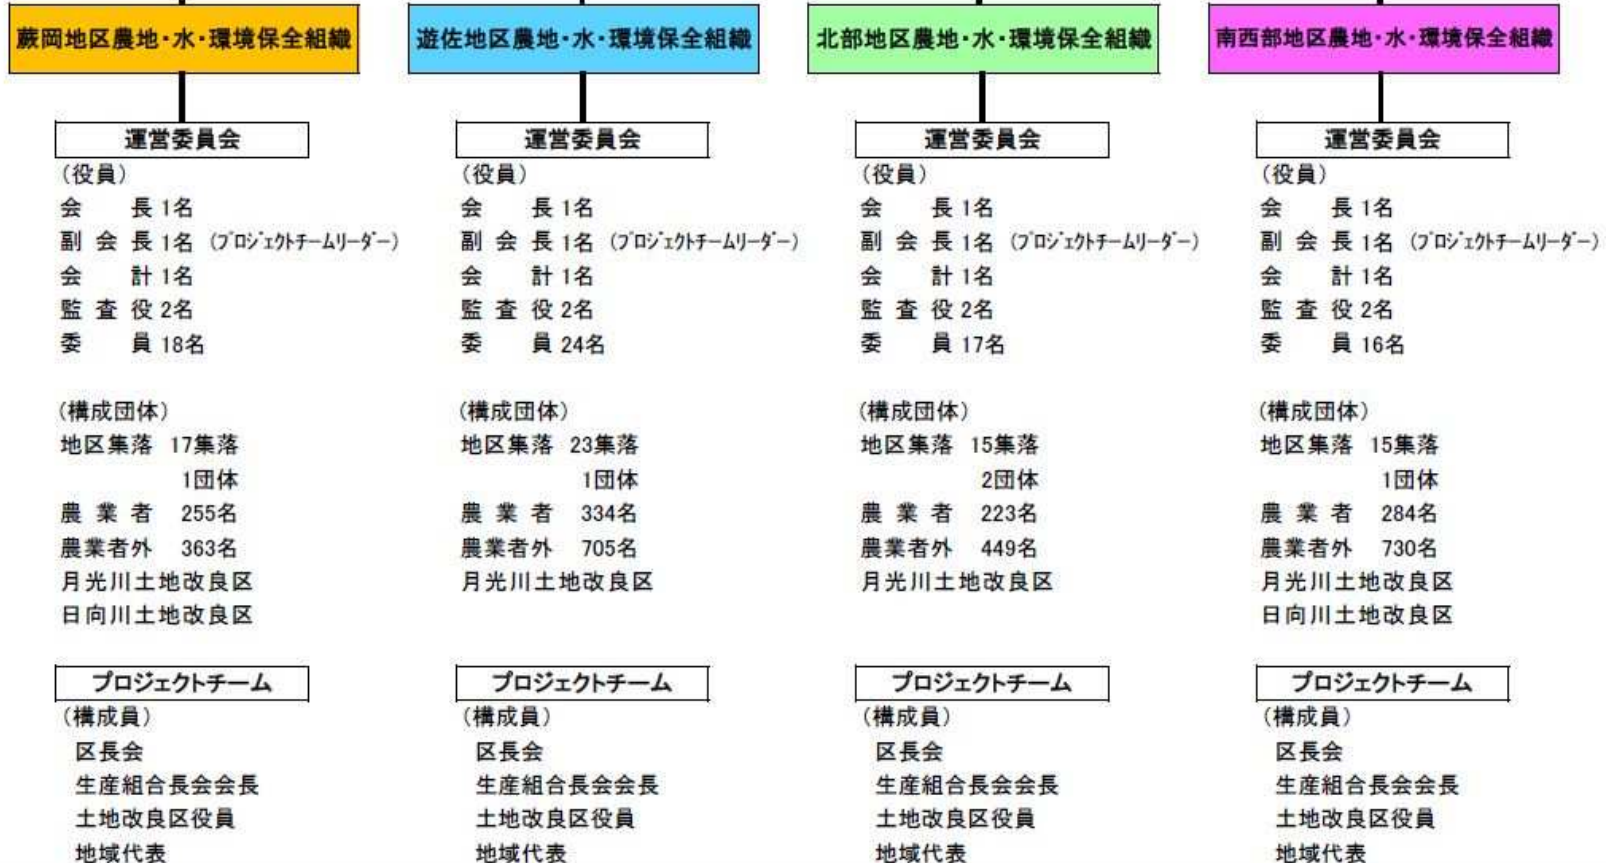 蕨岡地区農地・水・環境保全組織
運営委員会
（役員）
会　　長 1名
副 会 長 1名 （ﾌﾟﾛｼﾞｪｸﾄﾁｰﾑﾘｰﾀﾞｰ）
会　　計 1名
監 査 役 2名
委　　員 18名
（構成団体）
地区集落 17集落
1団体
農 業 者 255名
農業者外 363名
月光川土地改良区
日向川土地改良区
プロジェクトチーム
（構成員）
区長会
生産組合長会会長
土地改良区役員
地域代表
遊佐地区農地・水・環境保全組織
運営委員会
（役員）
会　　長 1名
副 会 長 1名 （ﾌﾟﾛｼﾞｪｸﾄﾁｰﾑﾘｰﾀﾞｰ）
会　　計 1名
監 査 役 2名
委　　員 24名
（構成団体）
地区集落 23集落
1団体
農 業 者 334名
農業者外 705名
月光川土地改良区
プロジェクトチーム
（構成員）
区長会
生産組合長会会長
土地改良区役員
地域代表
北部地区農地・水・環境保全組織
運営委員会
（役員）
会　　長 1名
副 会 長 1名 （ﾌﾟﾛｼﾞｪｸﾄﾁｰﾑﾘｰﾀﾞｰ）
会　　計 1名
監 査 役 2名
委　　員 17名
（構成団体）
地区集落 15集落
2団体
農 業 者 223名
農業者外 449名
月光川土地改良区
プロジェクトチーム
（構成員）
区長会
生産組合長会会長
土地改良区役員
地域代表
南西部地区農地・水・環境保全組織
運営委員会
（役員）
会　　長 1名
副 会 長 1名 （ﾌﾟﾛｼﾞｪｸﾄﾁｰﾑﾘｰﾀﾞｰ）
会　　計 1名
監 査 役 2名
委　　員 16名
（構成団体）
地区集落 15集落
1団体
農 業 者 284名
農業者外 730名
月光川土地改良区
日向川土地改良区
プロジェクトチーム
（構成員）
区長会
生産組合長会会長
土地改良区役員
地域代表